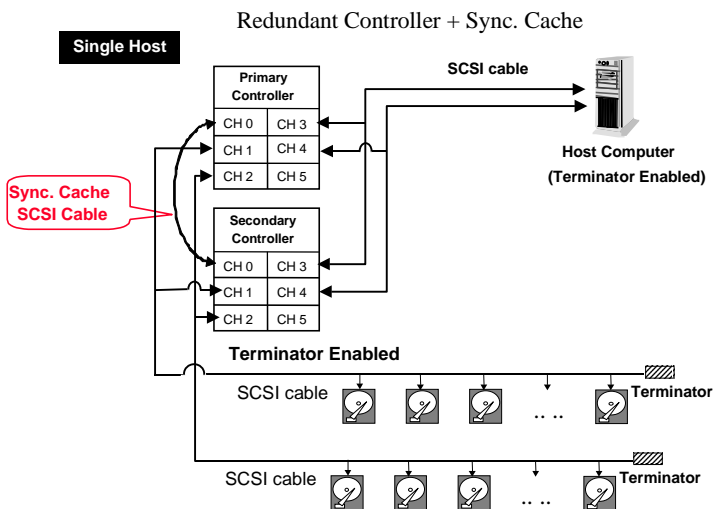 Redundant Controller + Sync. Cache
Single Host
Primary
Controller
CH 0
CH 3
CH 1
CH 4
CH 2
CH 5
SCSI cable
Host Computer
(Terminator Enabled)
Sync. Cache
SCSI Cable
Secondary
Controller
CH 0
CH 3
CH 1
CH 4
CH 2
CH 5
Terminator Enabled
SCSI cable
.. ..
Terminator
SCSI cable
.. ..
Terminator